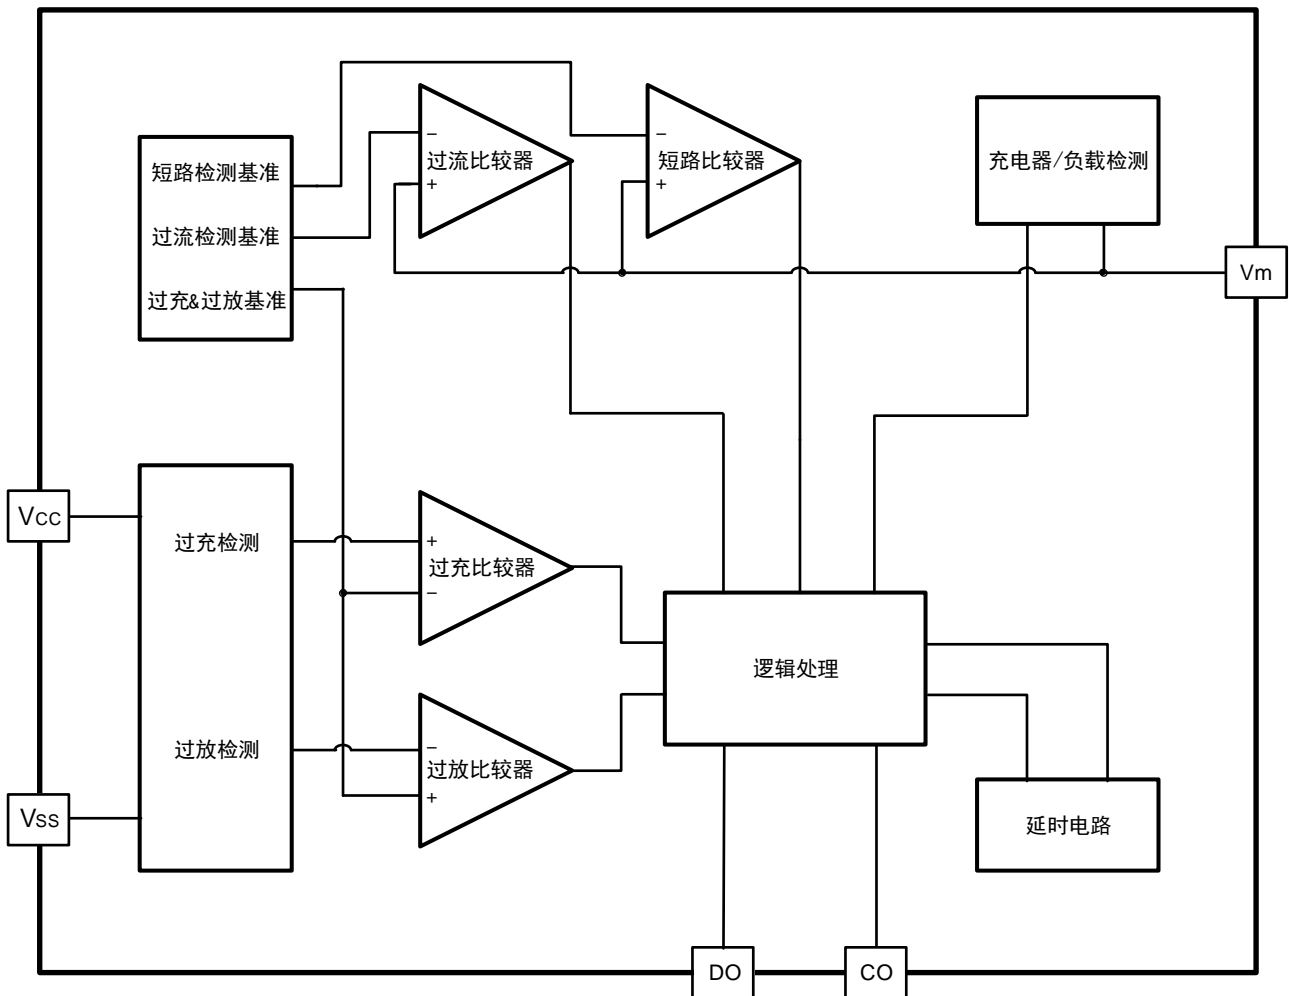 短路检测基准
过流检测基准
过充&过放基准
−
过流比较器
+
−
短路比较器
+
充电器/负载检测
Vm
VCC
过充检测
+
过充比较器
−
逻辑处理
过放检测
−
过放比较器
+
VSS
延时电路
DO
CO